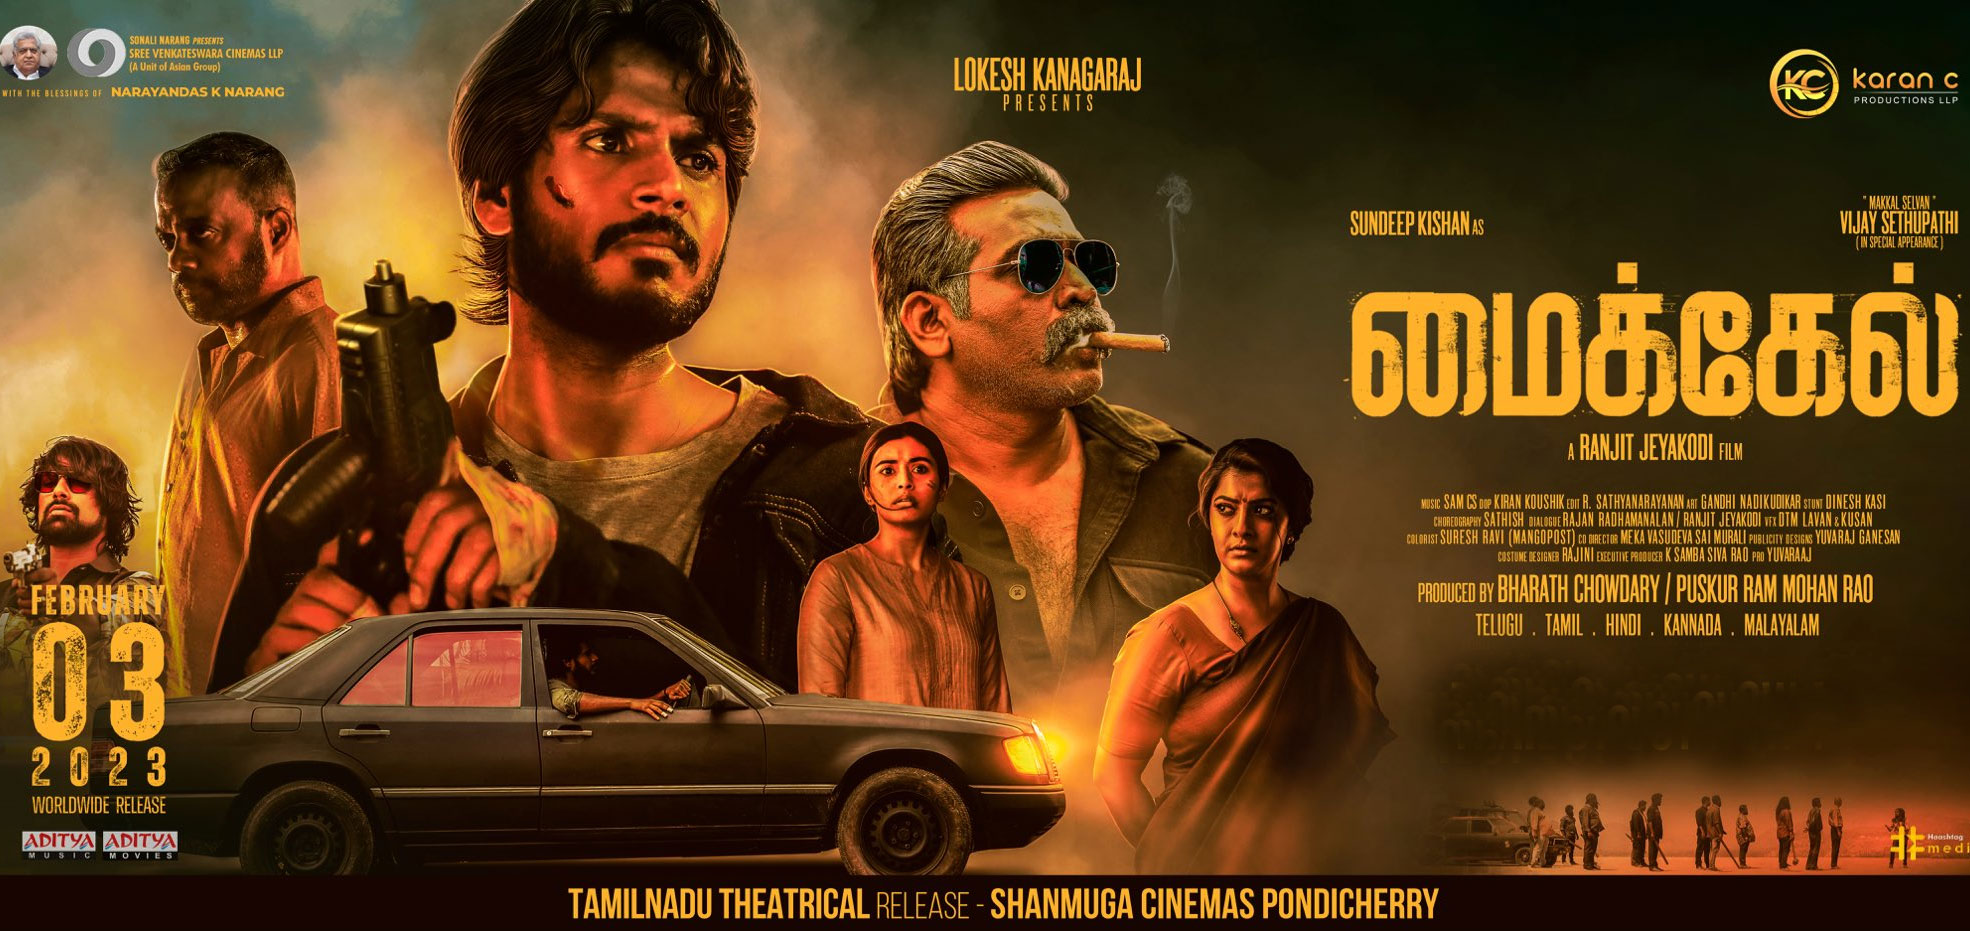 SONALI NARANG PRESENTS
SREE VENKATESWARA CINEMAS LLP
(A Unit of Asian Group)
WITH THE BLESSINGS OF NARAYANDAS K NARANG
LOKESH KANAGARAJ
PRESENTS
KC karan c
PRODUCTIONS LLP
SUNDEEP KISHAN AS
" MAKKAL SELVAN "
VIJAY SETHUPATHI
( IN SPECIAL APPEARANCE )
மைக்கேல்
A RANJIT JEYAKODI FILM
MUSIC SAM CS DOP KIRAN KOUSHIK EDIT R. SATHYANARAYANAN ART GANDHI NADIKUDIKAR STUNT DINESH KASI
CHOREOGRAPHY SATHISH DIALOGUE RAJAN RADHAMANALAN / RANJIT JEYAKODI VFX DTM LAVAN & KUSAN
COLORIST SURESH RAVI (MANGOPOST) CO DIRECTOR MEKA VASUDEVA SAI MURALI PUBLICITY DESIGNS YUVARAJ GANESAN
COSTUME DESIGNER RAJINI EXECUTIVE PRODUCER K SAMBA SIVA RAO PRO YUVARAAJ
PRODUCED BY BHARATH CHOWDARY / PUSKUR RAM MOHAN RAO
TELUGU . TAMIL . HINDI . KANNADA . MALAYALAM
FEBRUARY
03
2023
WORLDWIDE RELEASE
ADITYA MUSIC
ADITYA MOVIES
Haashtag
medi
TAMILNADU THEATRICAL RELEASE - SHANMUGA CINEMAS PONDICHERRY